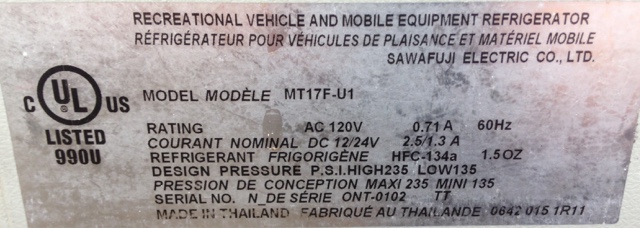 RECREATIONAL VEHICLE AND MOBILE EQUIPMENT REFRIGERATOR
RÉFRIGÉRATEUR POUR VÉHICULES DE PLAISANCE ET MATÉRIEL MOBILE
SAWAFUJI ELECTRIC CO., LTD.
C UL US
LISTED
990U
MODEL MODÈLE MT17F-U1
RATING AC 120V 0.71A 60Hz
COURANT NOMINAL DC 12/24V 2.5/1.3 A
REFRIGERANT FRIGORIGÈNE HFC-134a 1.5OZ
DESIGN PRESSURE P.S.I.HIGH235 LOW135
PRESSION DE CONCEPTION MAXI 235 MINI 135
SERIAL NO. N_DE SÉRIE ONT-0102 TT
MADE IN THAILAND FABRIQUÉ AU THAILANDE 0642 015 1R11